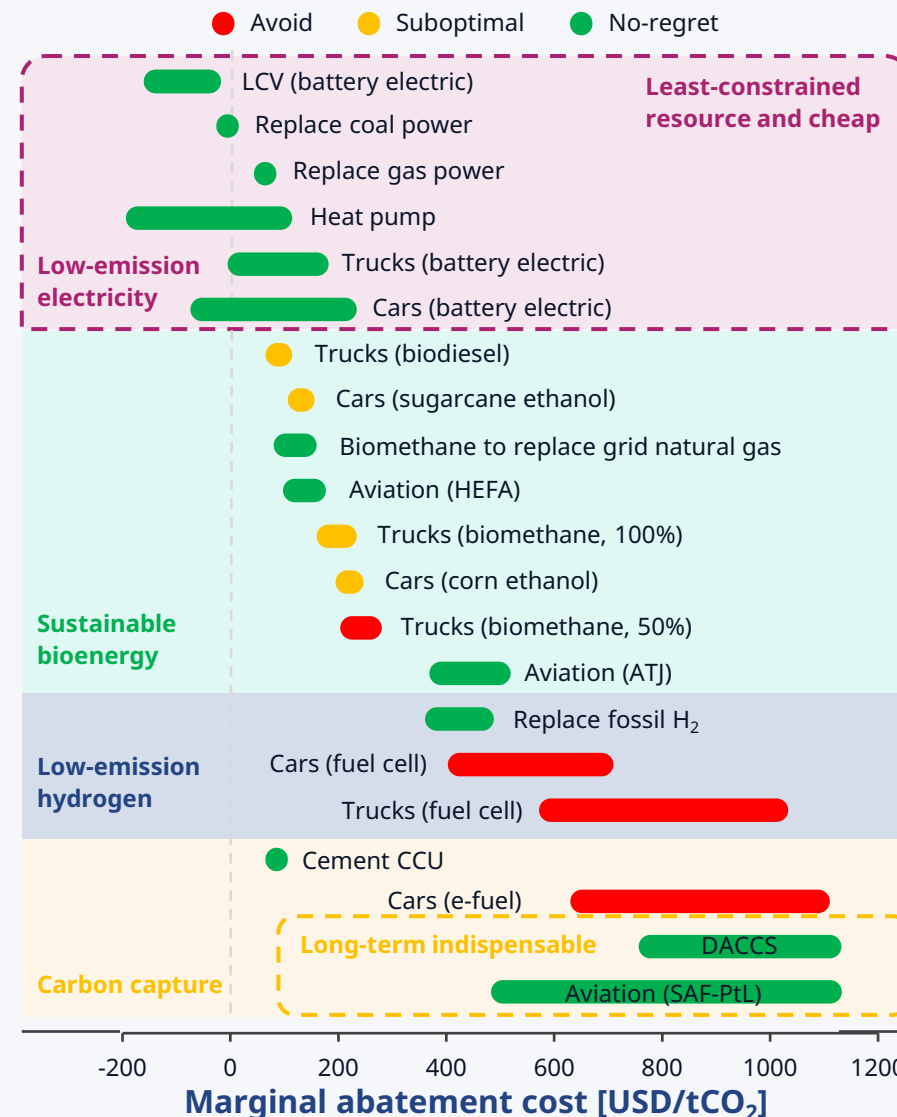 Avoid Suboptimal No-regret
LCV (battery electric)
Least-constrained
resource and cheap
Replace coal power
Replace gas power
Heat pump
Low-emission
electricity
Trucks (battery electric)
Cars (battery electric)
Trucks (biodiesel)
Cars (sugarcane ethanol)
Biomethane to replace grid natural gas
Aviation (HEFA)
Trucks (biomethane, 100%)
Cars (corn ethanol)
Sustainable
bioenergy
Trucks (biomethane, 50%)
Aviation (ATJ)
Replace fossil H₂
Low-emission
hydrogen
Cars (fuel cell)
Trucks (fuel cell)
Cement CCU
Cars (e-fuel)
Long-term indispensable
DACCS
Carbon capture
Aviation (SAF-PtL)
-200 0 200 400 600 800 1000 1200
Marginal abatement cost [USD/tCO₂]